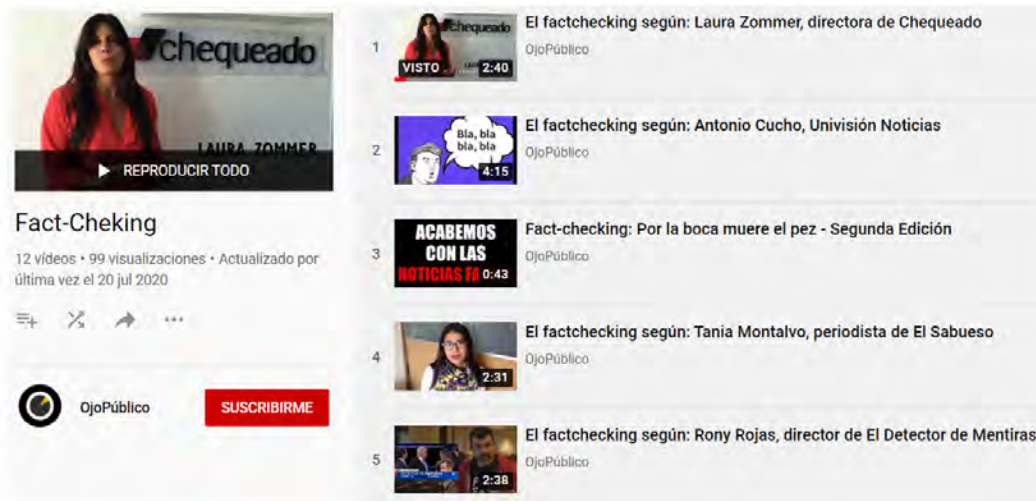 chequeado
LAURA ZOMMER
REPRODUCIR TODO
Fact-Cheking
12 vídeos • 99 visualizaciones • Actualizado por
última vez el 20 jul 2020
OjoPúblico
SUSCRIBIRME
1
chequeado
VISTO
2:40
El factchecking según: Laura Zommer, directora de Chequeado
OjoPúblico
2
Bla, bla
bla, bla
4:15
El factchecking según: Antonio Cucho, Univisión Noticias
OjoPúblico
3
ACABEMOS
CON LAS
NOTICIAS FA
0:43
Fact-checking: Por la boca muere el pez - Segunda Edición
OjoPúblico
4
2:31
El factchecking según: Tania Montalvo, periodista de El Sabueso
OjoPúblico
5
2:38
El factchecking según: Rony Rojas, director de El Detector de Mentiras
OjoPúblico